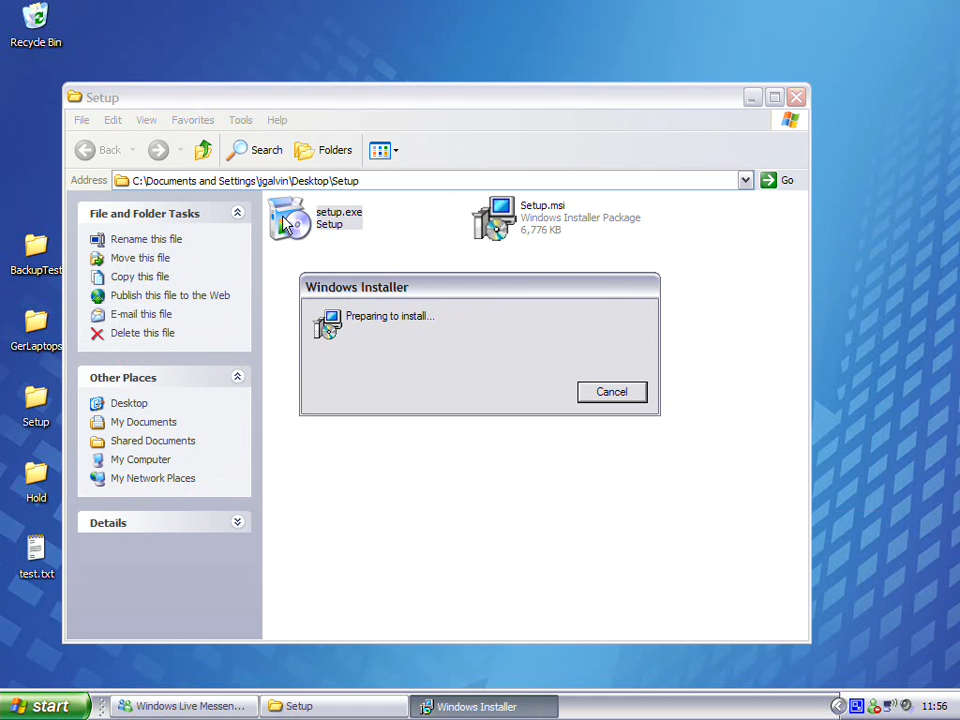 Recycle Bin
BackupTest
GerLaptops
Setup
Hold
test.txt
Setup
File Edit View Favorites Tools Help
Back Search Folders
Address C:\Documents and Settings\jgalvin\Desktop\Setup Go
File and Folder Tasks
Rename this file
Move this file
Copy this file
Publish this file to the Web
E-mail this file
Delete this file
Other Places
Desktop
My Documents
Shared Documents
My Computer
My Network Places
Details
setup.exe
Setup
Setup.msi
Windows Installer Package
6,776 KB
Windows Installer
Preparing to install...
Cancel
start Windows Live Messen... Setup Windows Installer 11:56